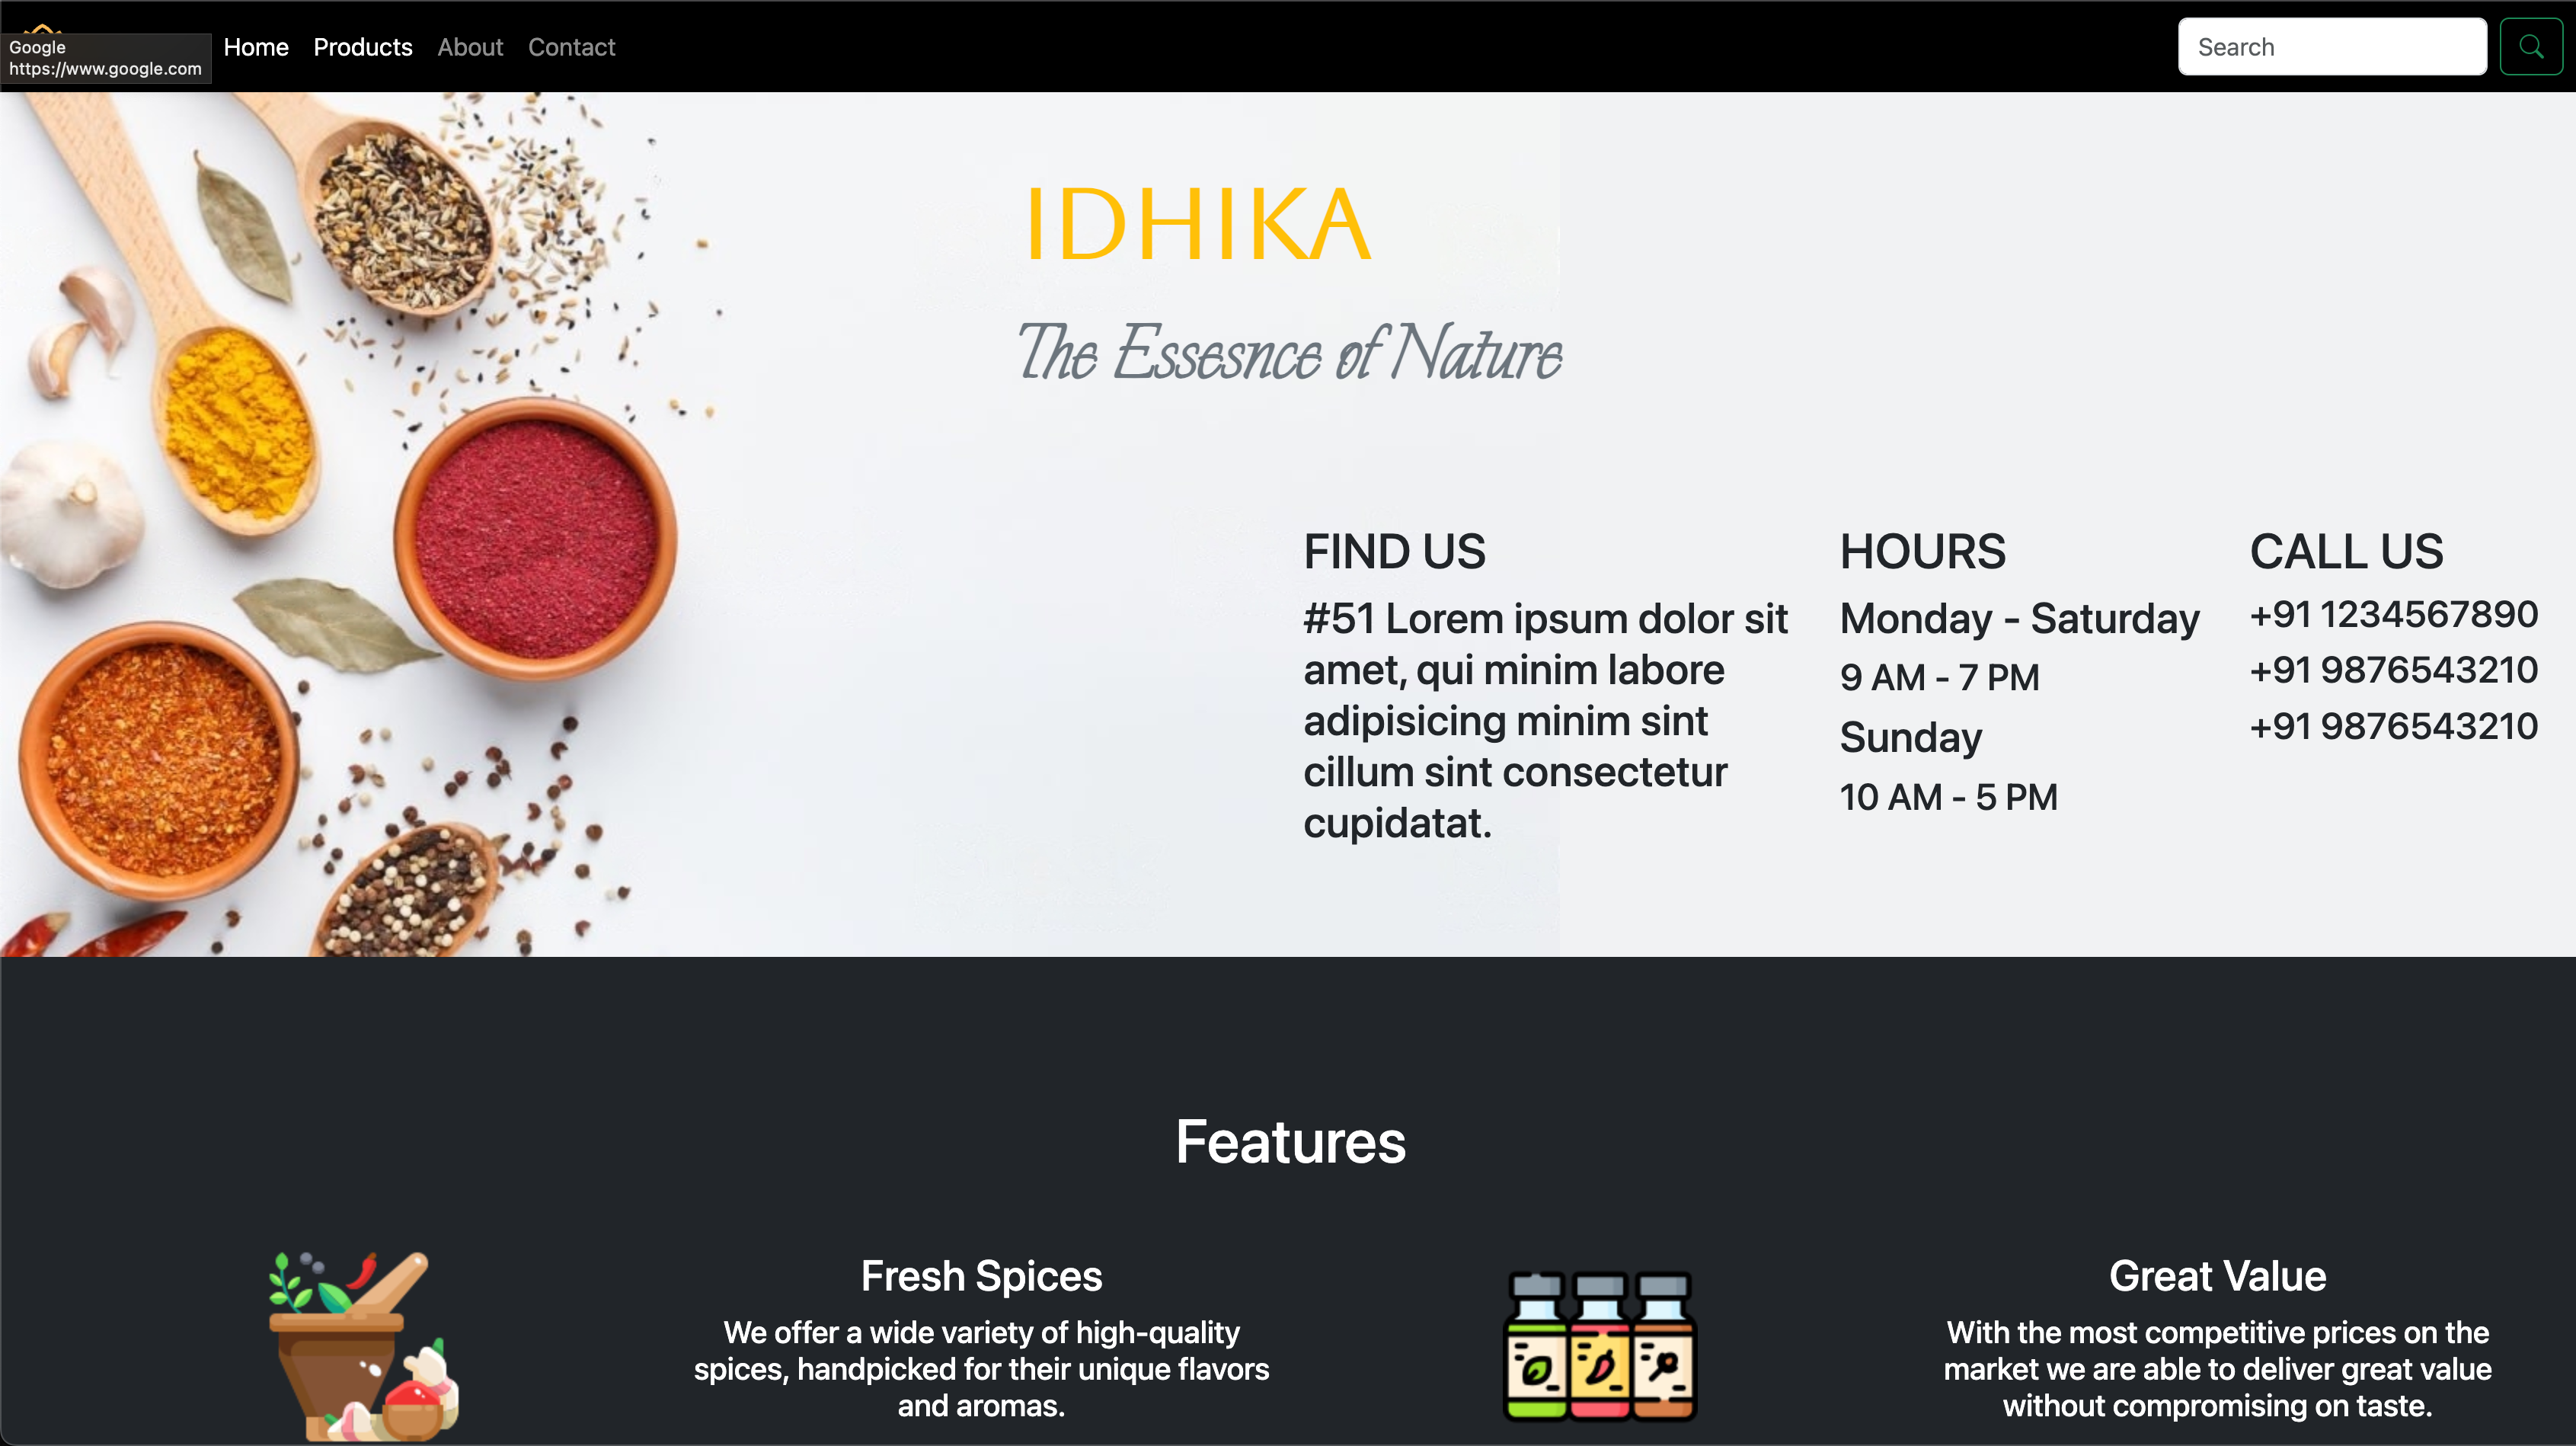 Google
https://www.google.com
Home Products About Contact
Search
IDHIKA
The Essesnce of Nature
FIND US
#51 Lorem ipsum dolor sit
amet, qui minim labore
adipisicing minim sint
cillum sint consectetur
cupidatat.
HOURS
Monday - Saturday
9 AM - 7 PM
Sunday
10 AM - 5 PM
CALL US
+91 1234567890
+91 9876543210
+91 9876543210
Features
Fresh Spices
We offer a wide variety of high-quality
spices, handpicked for their unique flavors
and aromas.
Great Value
With the most competitive prices on the
market we are able to deliver great value
without compromising on taste.